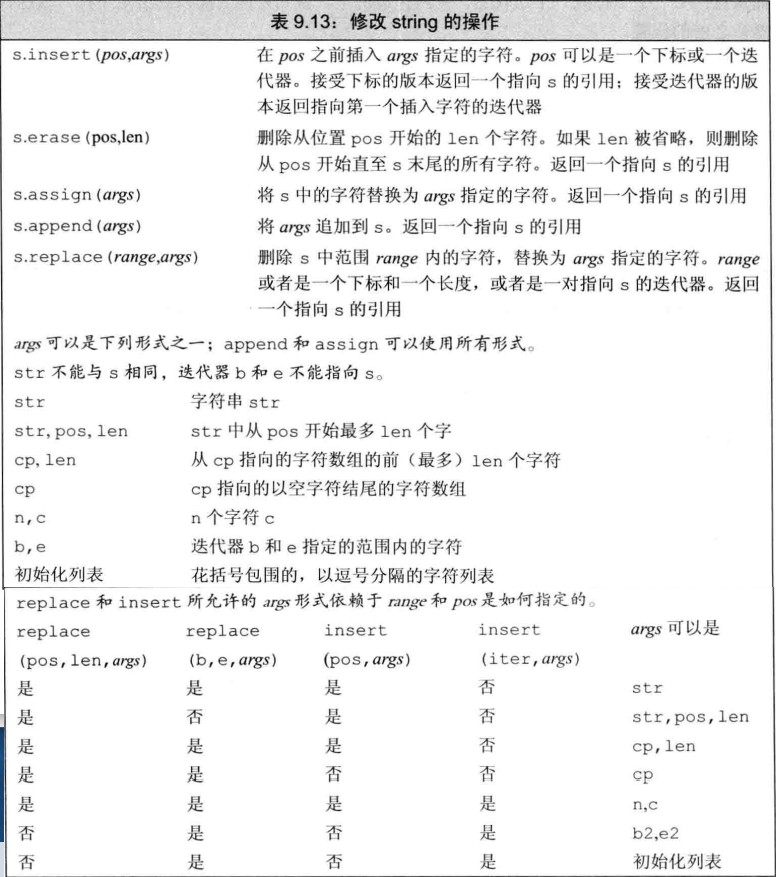 表 9.13：修改 string 的操作
s.insert(pos,args) 在 pos 之前插入 args 指定的字符。pos 可以是一个下标或一个迭
代器。接受下标的版本返回一个指向 s 的引用；接受迭代器的版
本返回指向第一个插入字符的迭代器
s.erase(pos,len) 删除从位置 pos 开始的 len 个字符。如果 len 被省略，则删除
从 pos 开始直至 s 末尾的所有字符。返回一个指向 s 的引用
s.assign(args) 将 s 中的字符替换为 args 指定的字符。返回一个指向 s 的引用
s.append(args) 将 args 追加到 s。返回一个指向 s 的引用
s.replace(range,args) 删除 s 中范围 range 内的字符，替换为 args 指定的字符。range
或者是一个下标和一个长度，或者是一对指向 s 的迭代器。返回
一个指向 s 的引用
args 可以是下列形式之一；append 和 assign 可以使用所有形式。
str 不能与 s 相同，迭代器 b 和 e 不能指向 s。
str 字符串 str
str,pos,len str 中从 pos 开始最多 len 个字
cp,len 从 cp 指向的字符数组的前（最多）len 个字符
cp cp 指向的以空字符结尾的字符数组
n,c n 个字符 c
b,e 迭代器 b 和 e 指定的范围内的字符
初始化列表 花括号包围的，以逗号分隔的字符列表
replace 和 insert 所允许的 args 形式依赖于 range 和 pos 是如何指定的。
replace replace insert insert args 可以是
(pos,len,args) (b,e,args) (pos,args) (iter,args)
是 是 是 否 str
是 否 是 否 str,pos,len
是 是 是 否 cp,len
是 是 否 否 cp
是 是 是 是 n,c
否 是 否 是 b2,e2
否 是 否 是 初始化列表